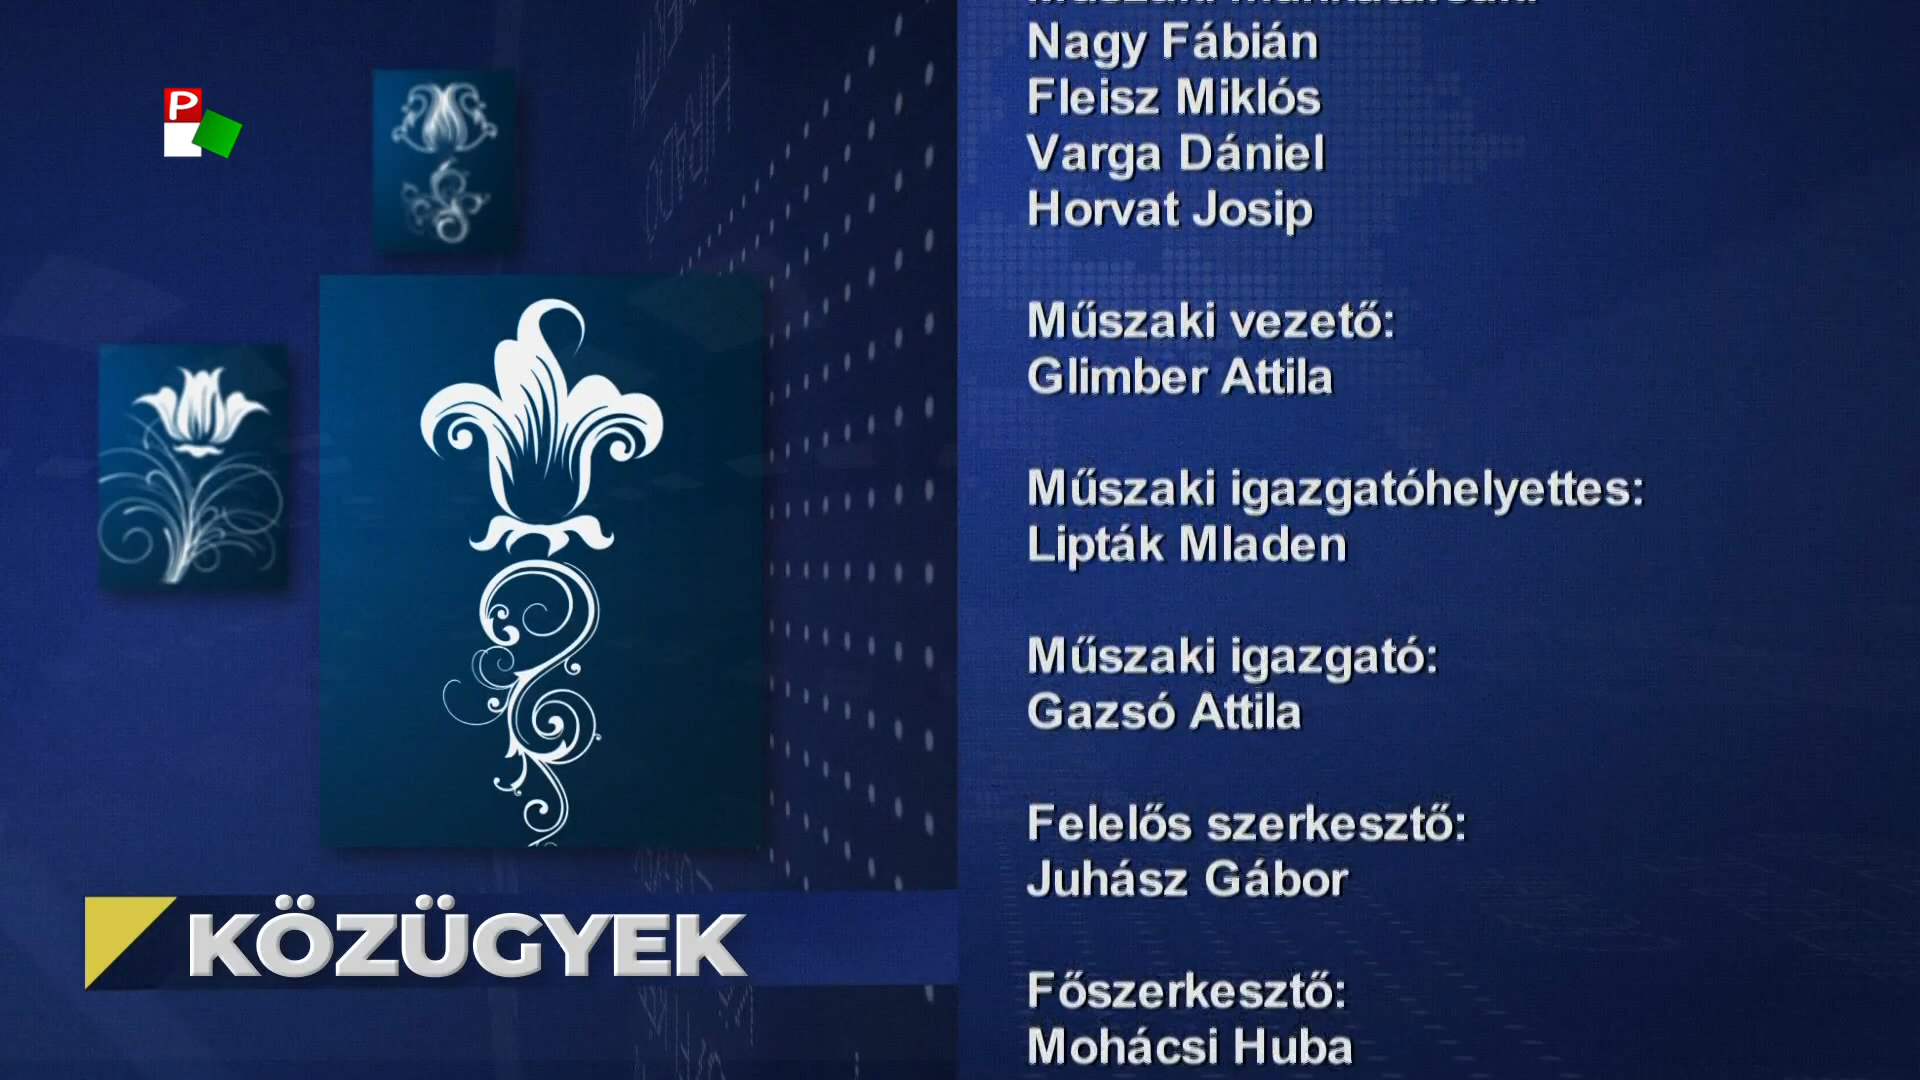 P
Nagy Fábián
Fleisz Miklós
Varga Dániel
Horvat Josip
Műszaki vezető:
Glimber Attila
Műszaki igazgatóhelyettes:
Lipták Mladen
Műszaki igazgató:
Gazsó Attila
Felelős szerkesztő:
Juhász Gábor
Főszerkesztő:
Mohácsi Huba
KÖZÜGYEK